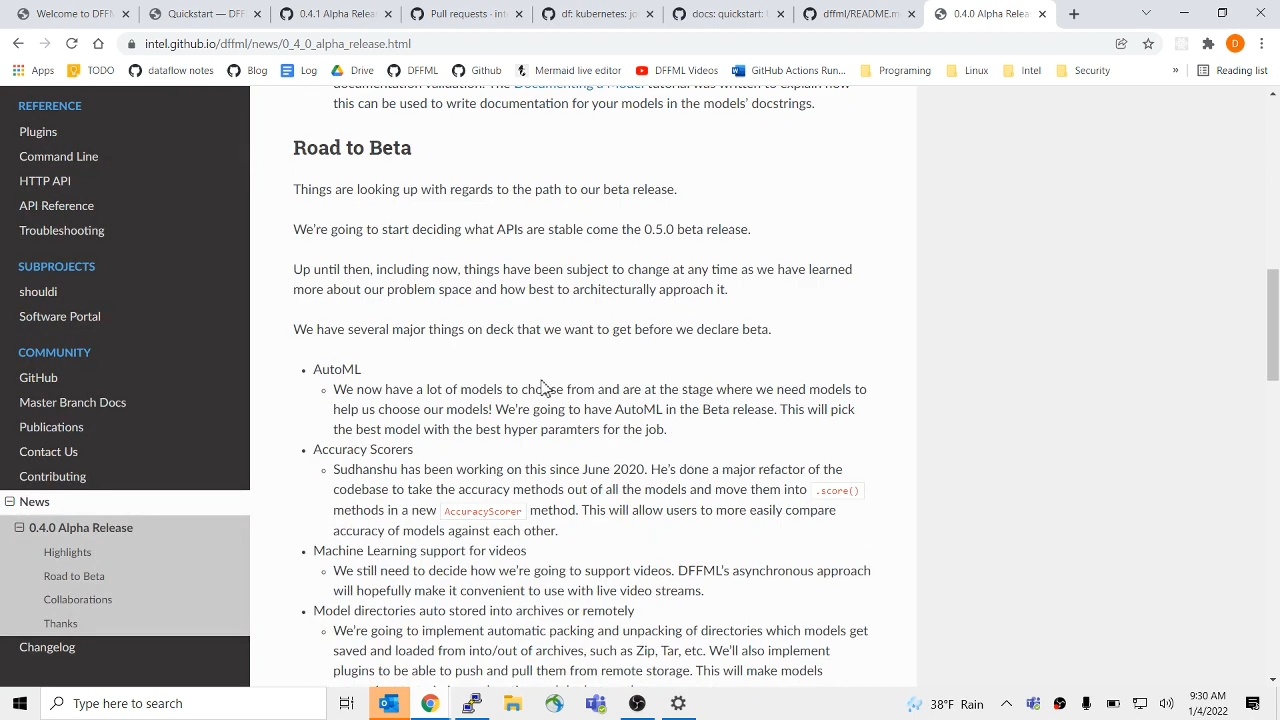 Welcome to DF
Quickstart — DFF
0.4.1 Alpha Relea
Pull requests · int
df: kubernetes: jo
docs: quickstart: U
dffml/README.m
0.4.0 Alpha Relea
intel.github.io/dffml/news/0_4_0_alpha_release.html
D
Apps
TODO
dataflow notes
Blog
Log
Drive
DFFML
Github
Mermaid live editor
DFFML Videos
GitHub Actions Run...
Programing
Linux
Intel
Security
»
Reading list
REFERENCE
Plugins
Command Line
HTTP API
API Reference
Troubleshooting
SUBPROJECTS
shouldi
Software Portal
COMMUNITY
GitHub
Master Branch Docs
Publications
Contact Us
Contributing
News
0.4.0 Alpha Release
Highlights
Road to Beta
Collaborations
Thanks
Changelog
documentation validation. The Documenting a Model tutorial was written to explain how
this can be used to write documentation for your models in the models' docstrings.
Road to Beta
Things are looking up with regards to the path to our beta release.
We're going to start deciding what APIs are stable come the 0.5.0 beta release.
Up until then, including now, things have been subject to change at any time as we have learned
more about our problem space and how best to architecturally approach it.
We have several major things on deck that we want to get before we declare beta.
• AutoML
◦ We now have a lot of models to choose from and are at the stage where we need models to
help us choose our models! We're going to have AutoML in the Beta release. This will pick
the best model with the best hyper paramters for the job.
• Accuracy Scorers
◦ Sudhanshu has been working on this since June 2020. He's done a major refactor of the
codebase to take the accuracy methods out of all the models and move them into .score()
methods in a new AccuracyScorer method. This will allow users to more easily compare
accuracy of models against each other.
• Machine Learning support for videos
◦ We still need to decide how we're going to support videos. DFFML's asynchronous approach
will hopefully make it convenient to use with live video streams.
• Model directories auto stored into archives or remotely
◦ We're going to implement automatic packing and unpacking of directories which models get
saved and loaded from into/out of archives, such as Zip, Tar, etc. We'll also implement
plugins to be able to push and pull them from remote storage. This will make models
Type here to search
38°F Rain
9:30 AM
1/4/2022